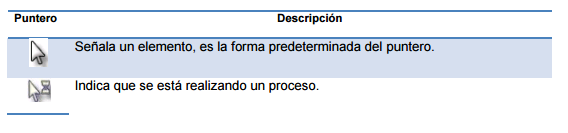 Puntero Descripción
Señala un elemento, es la forma predeterminada del puntero.
Indica que se está realizando un proceso.